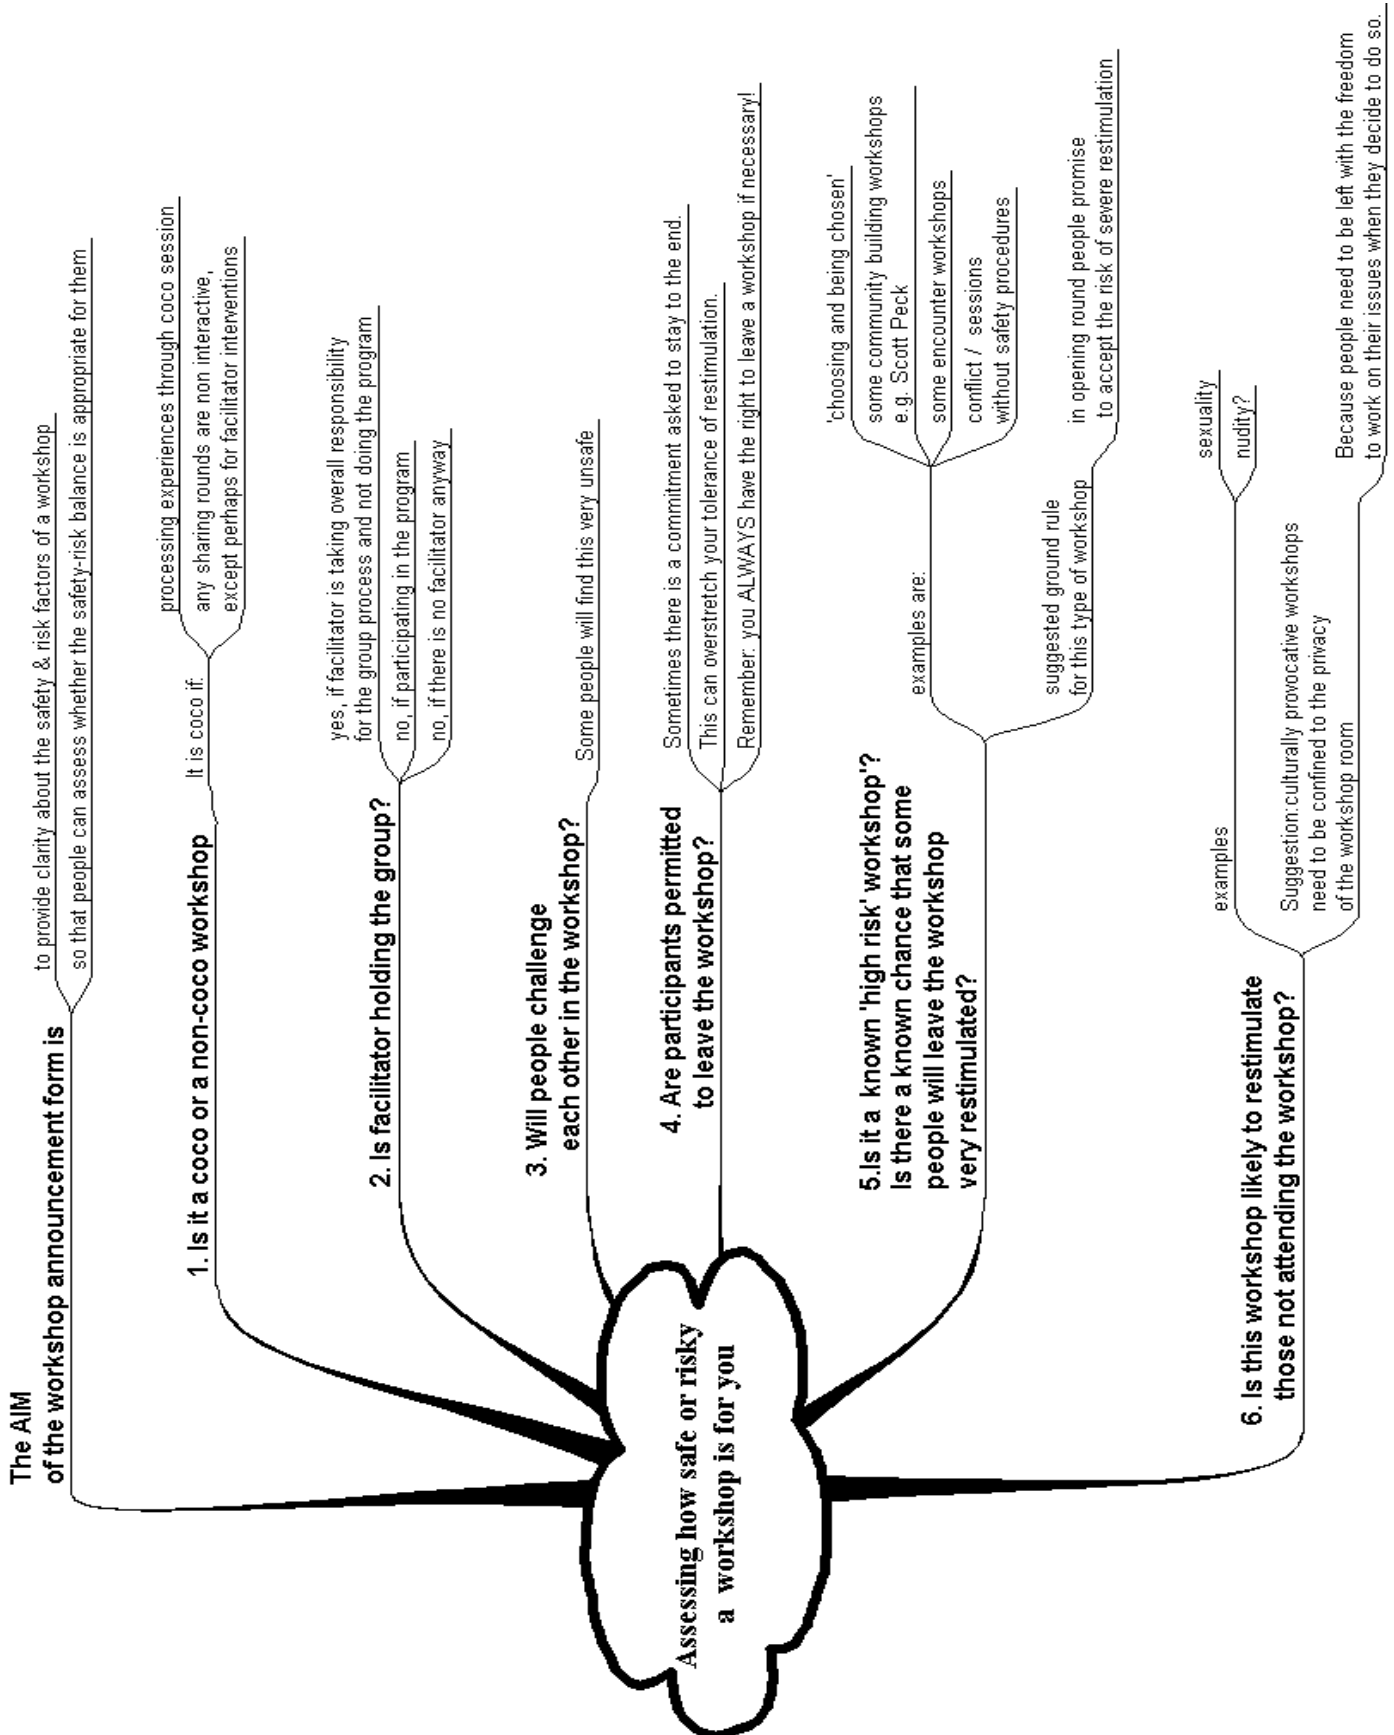 Assessing how safe or risky
a workshop is for you
The AIM
of the workshop announcement form is
to provide clarity about the safety & risk factors of a workshop
so that people can assess whether the safety-risk balance is appropriate for them
1. Is it a coco or a non-coco workshop
It is coco if:
processing experiences through coco session
any sharing rounds are non interactive,
except perhaps for facilitator interventions
2. Is facilitator holding the group?
yes, if facilitator is taking overall responsibility
for the group process and not doing the program
no, if participating in the program
no, if there is no facilitator anyway
3. Will people challenge
each other in the workshop?
Some people will find this very unsafe
4. Are participants permitted
to leave the workshop?
Sometimes there is a commitment asked to stay to the end.
This can overstretch your tolerance of restimulation.
Remember: you ALWAYS have the right to leave a workshop if necessary!
5.Is it a known 'high risk' workshop'?
Is there a known chance that some
people will leave the workshop
very restimulated?
examples are:
'choosing and being chosen'
some community building workshops
e.g. Scott Peck
some encounter workshops
conflict / sessions
without safety procedures
suggested ground rule
for this type of workshop
in opening round people promise
to accept the risk of severe restimulation
6. Is this workshop likely to restimulate
those not attending the workshop?
examples
sexuality
nudity?
Suggestion:culturally provocative workshops
need to be confined to the privacy
of the workshop room
Because people need to be left with the freedom
to work on their issues when they decide to do so.